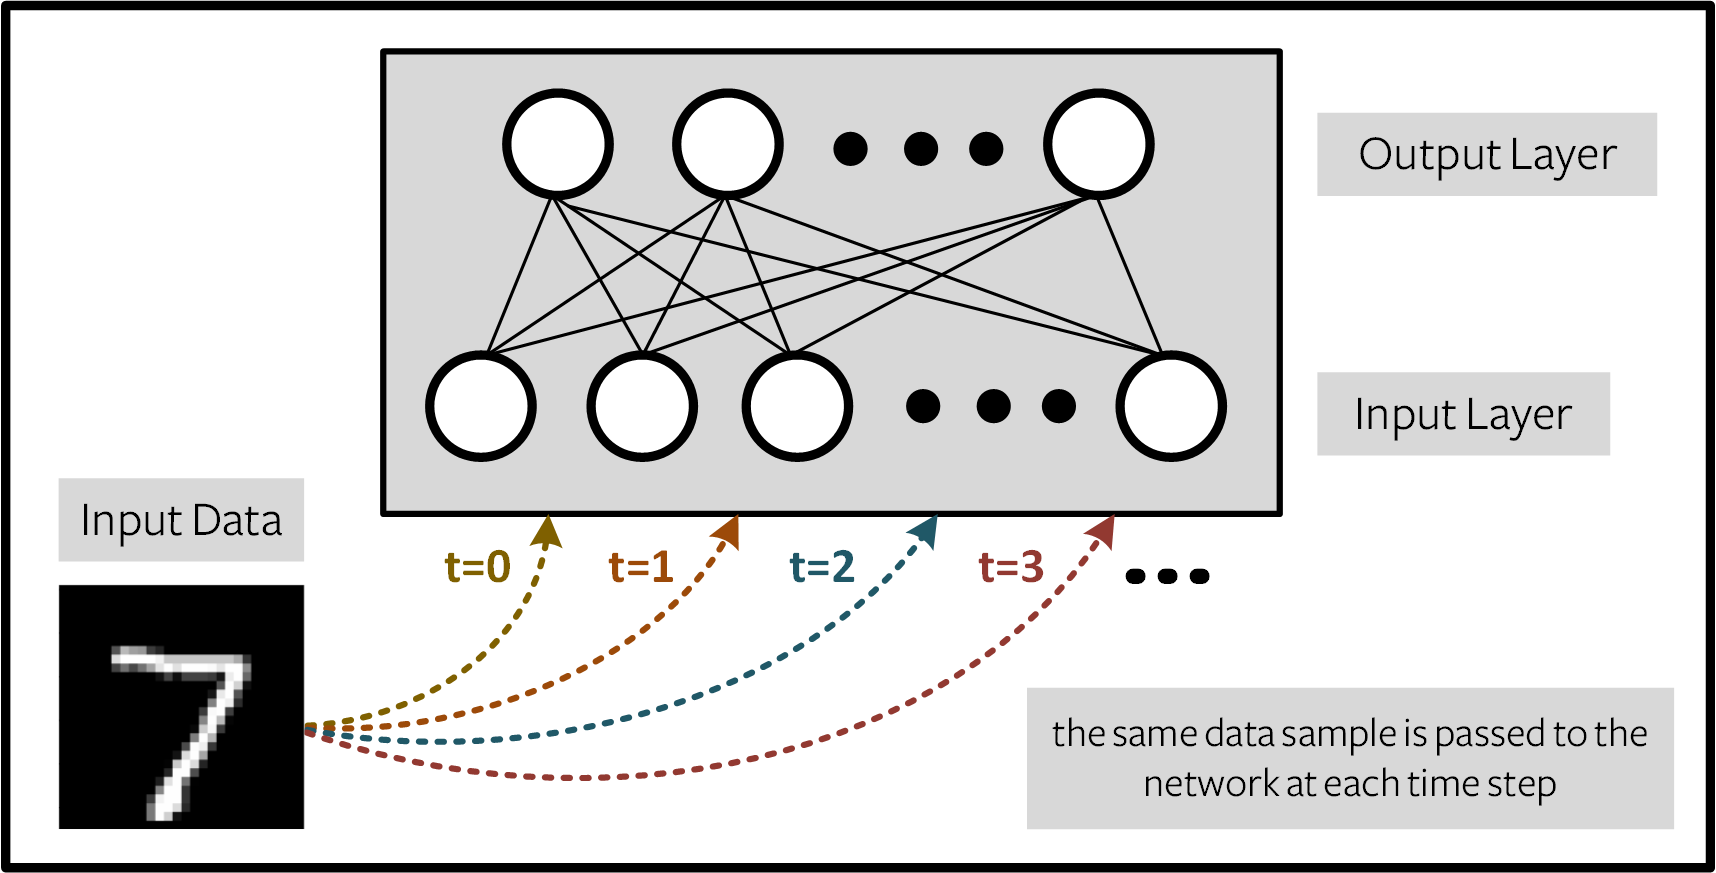 Output Layer
Input Layer
Input Data
t=0
t=1
t=2
t=3
the same data sample is passed to the
network at each time step